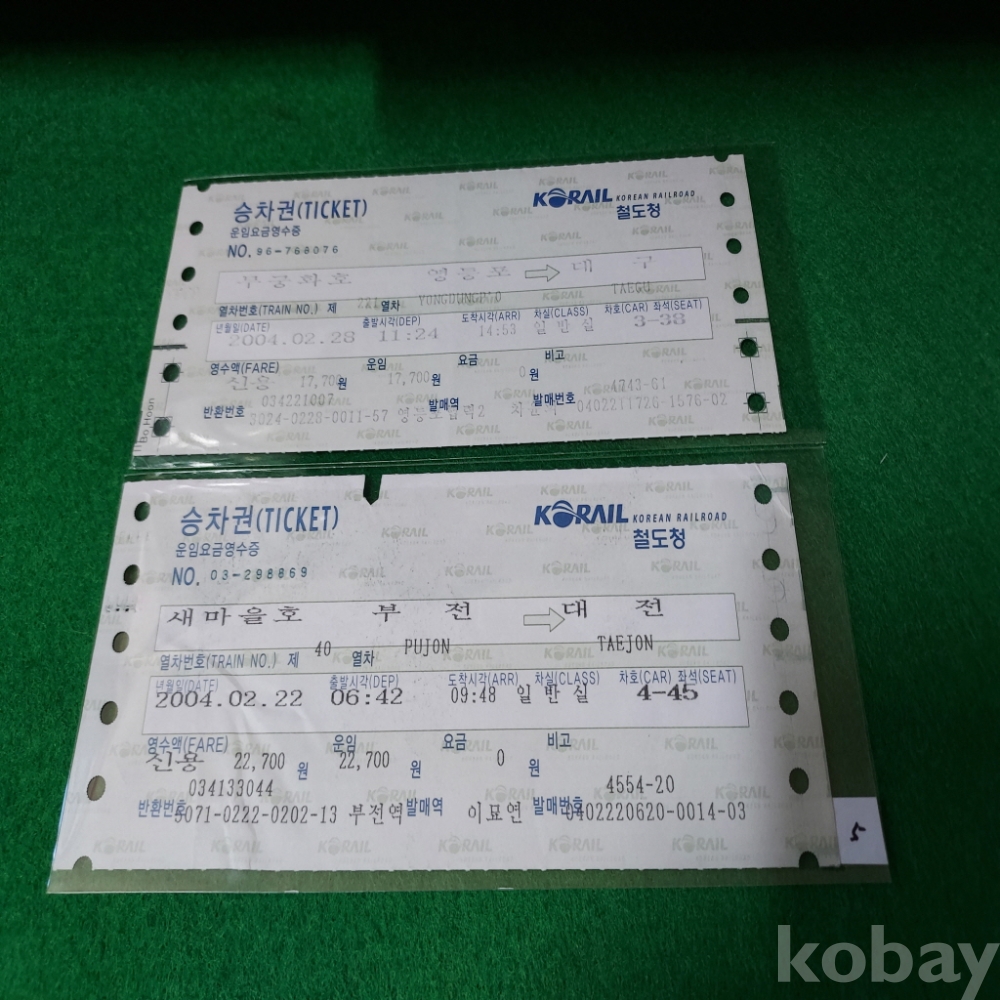 승차권(TICKET)
KORAIL KOREAN RAILROAD
철도청
운임요금영수증
NO. 96-768076
무궁화호 영등포 대 구
열차번호(TRAIN NO.) 제 221 열차 YONGDUNGPO TAEGU
년월일(DATE) 출발시각(DEP) 도착시각(ARR) 차실(CLASS) 차호(CAR) 좌석(SEAT)
2004.02.28 11:24 14:53 일반실 3-38
영수액(FARE) 운임 요금 비고
신용 17,700 원 17,700 원 0 원
034221007 4743-61
반환번호 3024-0228-0011-57 발매역 발매번호 0402211726-1576-02
승차권(TICKET)
KORAIL KOREAN RAILROAD
철도청
운임요금영수증
NO. 03-298869
새마을호 부 전 대 전
열차번호(TRAIN NO.) 제 40 열차 PUJON TAEJON
년월일(DATE) 출발시각(DEP) 도착시각(ARR) 차실(CLASS) 차호(CAR) 좌석(SEAT)
2004.02.22 06:42 09:48 일반실 4-45
영수액(FARE) 운임 요금 비고
신용 22,700 원 22,700 원 0 원
034133044 4554-20
반환번호 5071-0222-0202-13 부전역 발매역 이묘연 발매번호 0402220620-0014-03
5
kobay